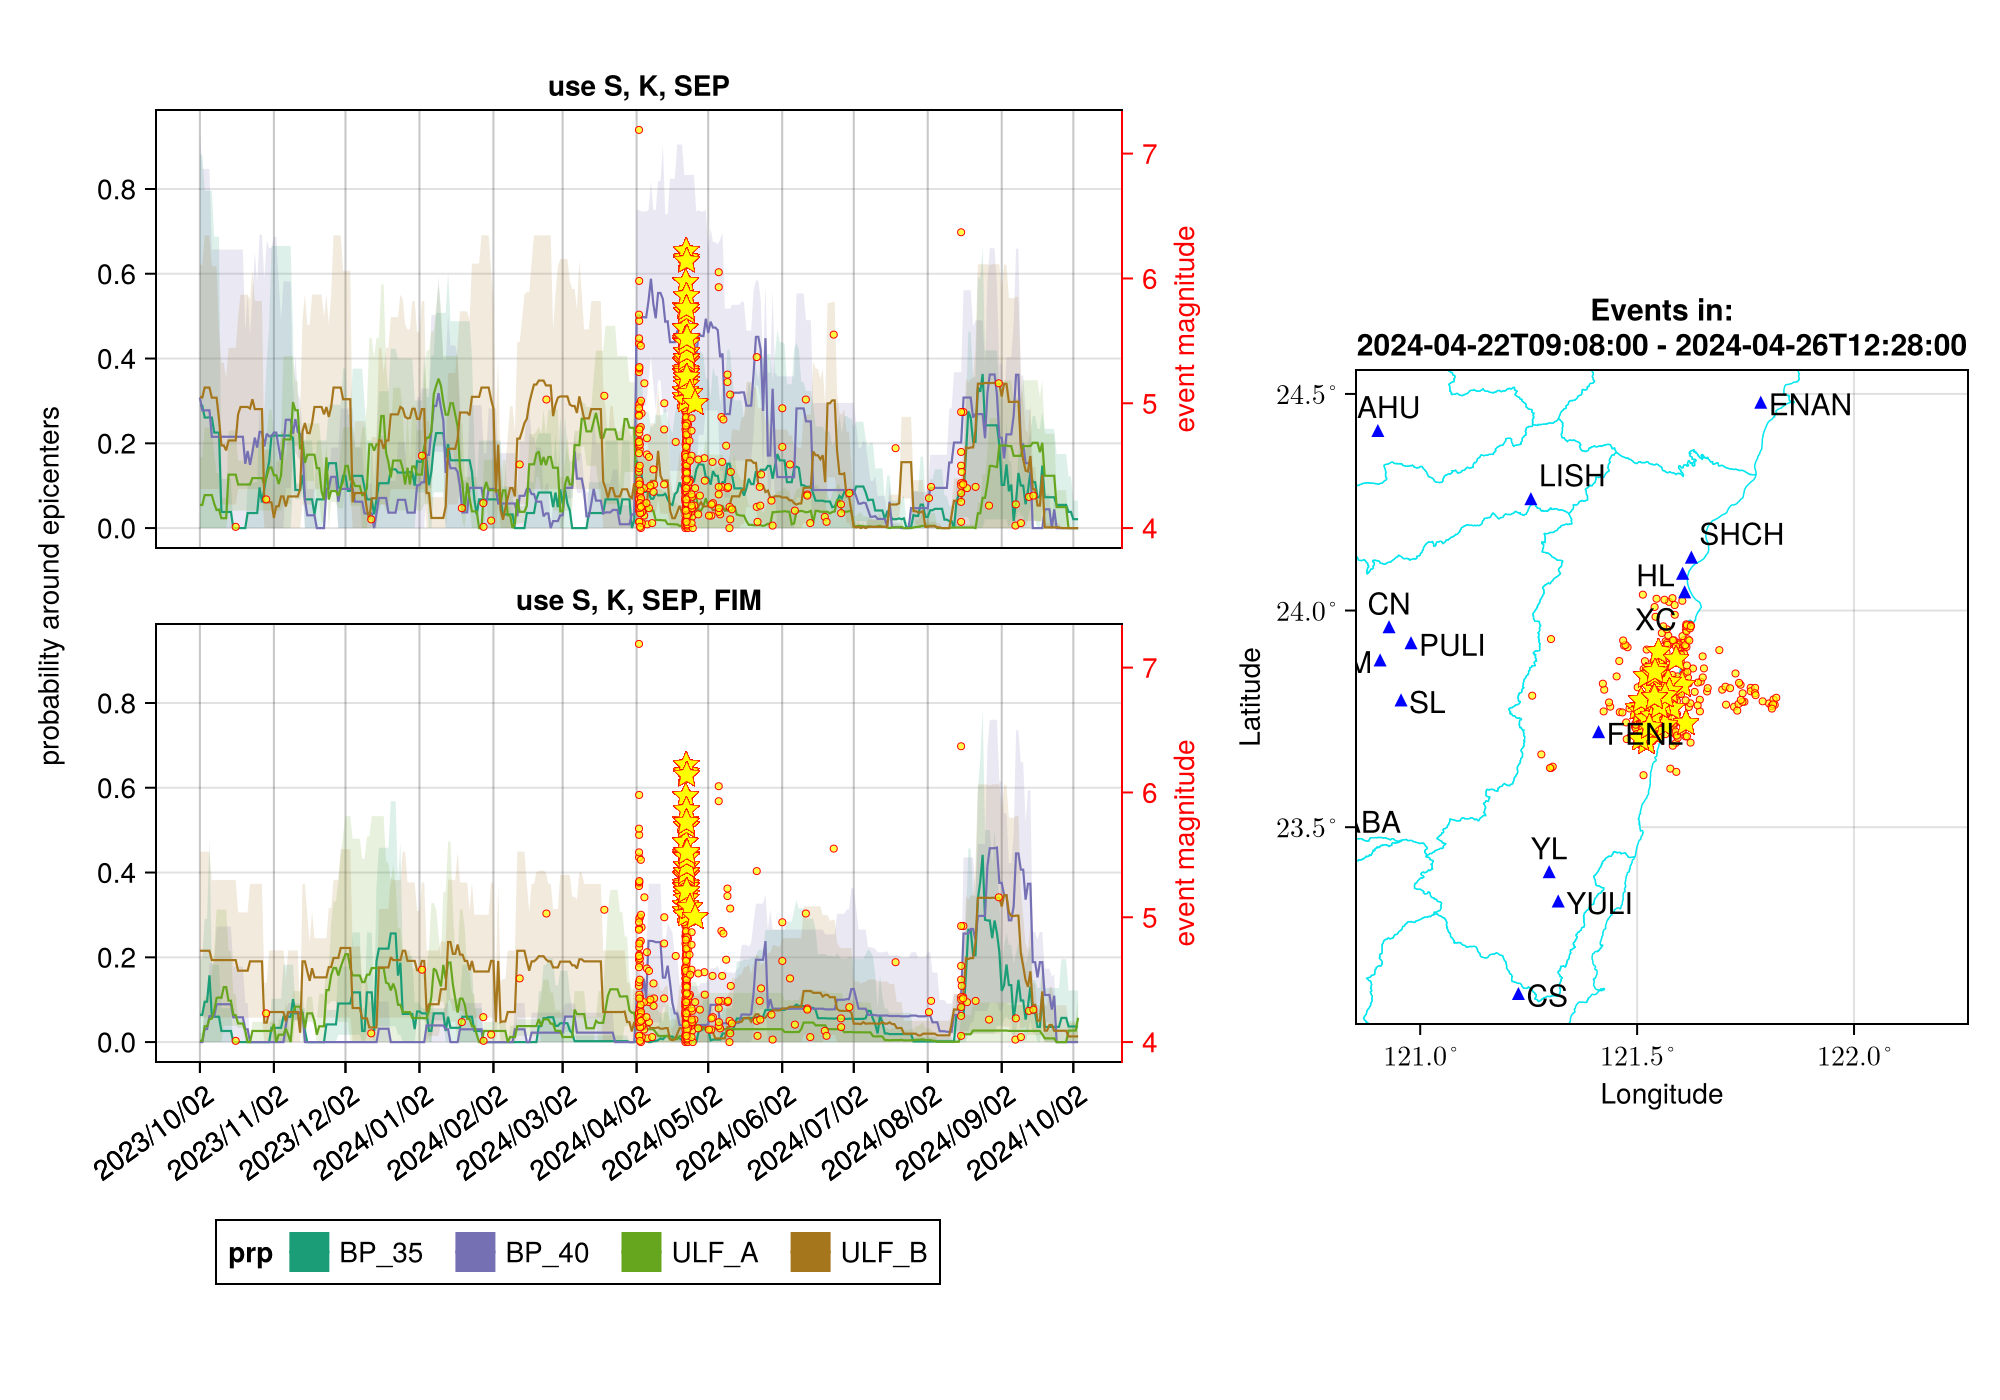 use S, K, SEP
probability around epicenters
0.8
0.6
0.4
0.2
0.0
7
6
5
4
event magnitude
use S, K, SEP, FIM
0.8
0.6
0.4
0.2
0.0
7
6
5
4
event magnitude
2023/10/02
2023/11/02
2023/12/02
2024/01/02
2024/02/02
2024/03/02
2024/04/02
2024/05/02
2024/06/02
2024/07/02
2024/08/02
2024/09/02
2024/10/02
prp BP_35 BP_40 ULF_A ULF_B
Events in:
2024-04-22T09:08:00 - 2024-04-26T12:28:00
Latitude
24.5°
24.0°
23.5°
AHU
ENAN
LISH
SHCH
HL
CN
XC
PULI
M
SL
FENL
ABA
YL
YULI
CS
121.0°
121.5°
122.0°
Longitude